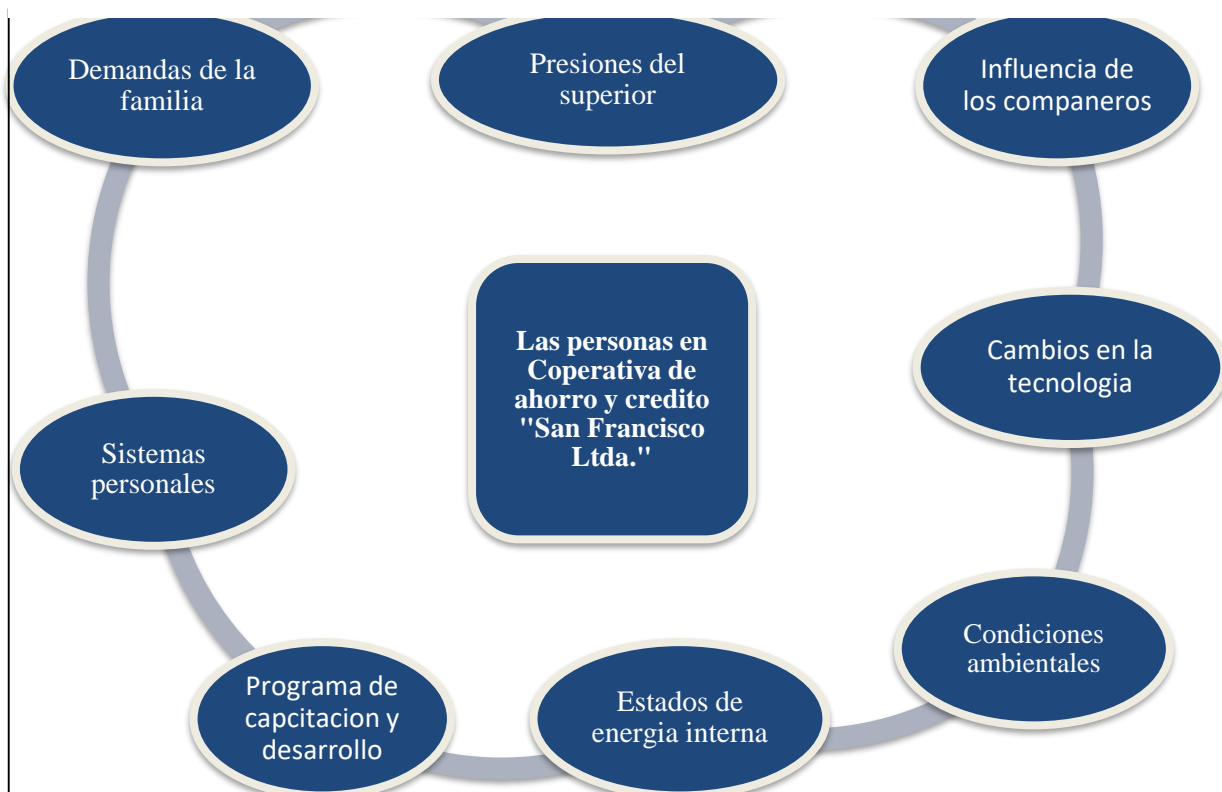 Demandas de la
familia
Presiones del
superior
Influencia de
los companeros
Las personas en
Coperativa de
ahorro y credito
"San Francisco
Ltda."
Cambios en la
tecnologia
Sistemas
personales
Condiciones
ambientales
Programa de
capcitacion y
desarrollo
Estados de
energia interna